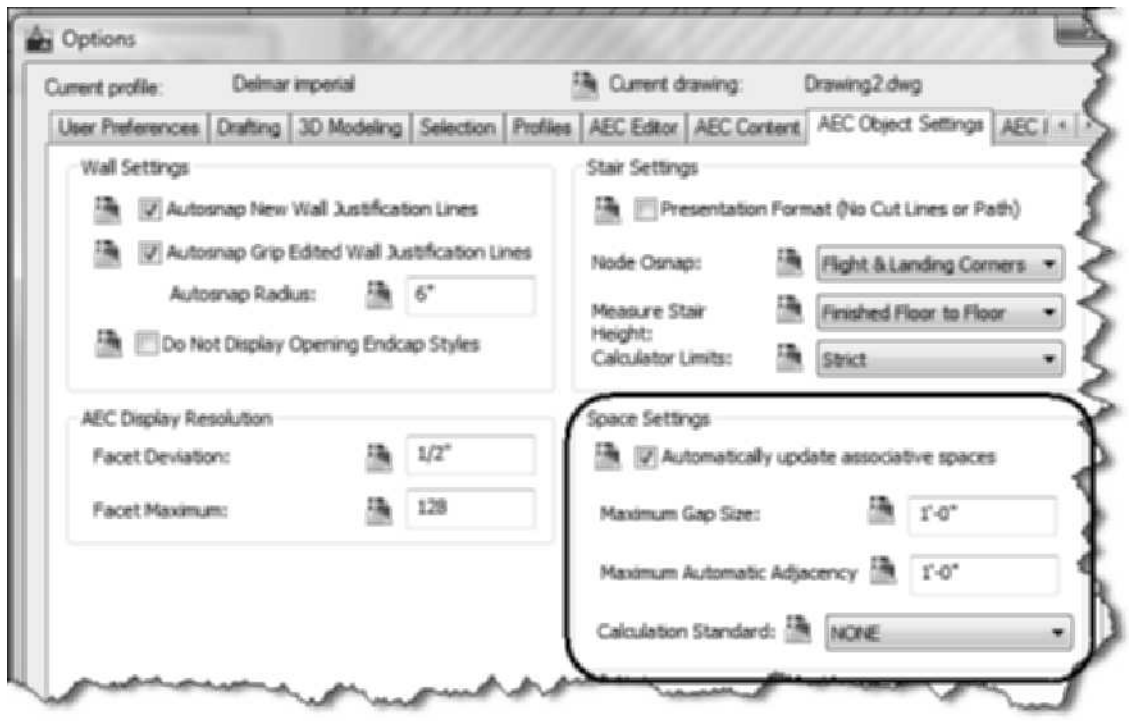 Options
Current profile: Delmar imperial Current drawing: Drawing2.dwg
User Preferences Drafting 3D Modeling Selection Profiles AEC Editor AEC Content AEC Object Settings AEC
Wall Settings
Autosnap New Wall Justification Lines
Autosnap Grip Edited Wall Justification Lines
Autosnap Radius: 6"
Do Not Display Opening Endcap Styles
Stair Settings
Presentation Format (No Cut Lines or Path)
Node Osnap: Flight & Landing Corners
Measure Stair Height: Finished Floor to Floor
Calculator Limits: Strict
AEC Display Resolution
Facet Deviation: 1/2"
Facet Maximum: 128
Space Settings
Automatically update associative spaces
Maximum Gap Size: 1'-0"
Maximum Automatic Adjacency 1'-0"
Calculation Standard: NONE